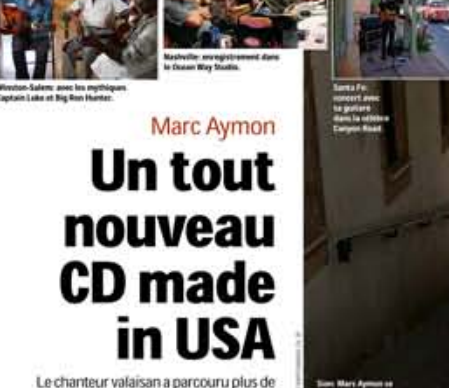 Winston-Salem: avec les mythiques
Captain Luke et Big Ron Hunter.
Nashville: enregistrement dans
le Ocean Way Studio.
Santa Fe:
concert avec
sa guitare
dans la célèbre
Canyon Road.
Marc Aymon
Un tout
nouveau
CD made
in USA
Le chanteur valaisan a parcouru plus de
Sion: Marc Aymon se